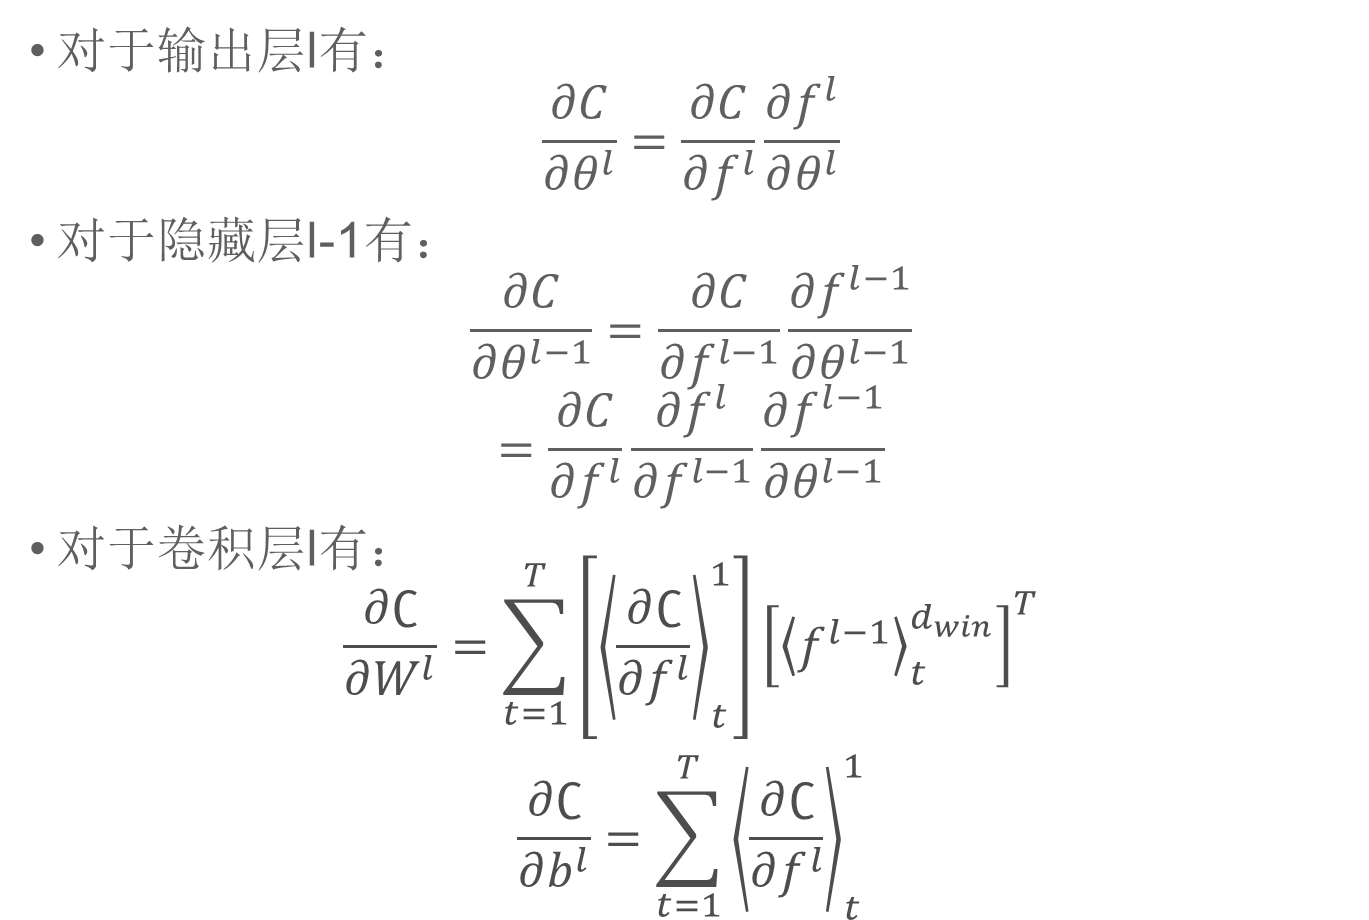 • 对于输出层l有：
∂C/∂θ^l = ∂C/∂f^l ∂f^l/∂θ^l
• 对于隐藏层l-1有：
∂C/∂θ^{l−1} = ∂C/∂f^{l−1} ∂f^{l−1}/∂θ^{l−1}
= ∂C/∂f^l ∂f^l/∂f^{l−1} ∂f^{l−1}/∂θ^{l−1}
• 对于卷积层l有：
∂C/∂W^l = ∑_{t=1}^{T} [⟨∂C/∂f^l⟩_t^1] [⟨f^{l−1}⟩_t^{d_{win}}]^T
∂C/∂b^l = ∑_{t=1}^{T} ⟨∂C/∂f^l⟩_t^1